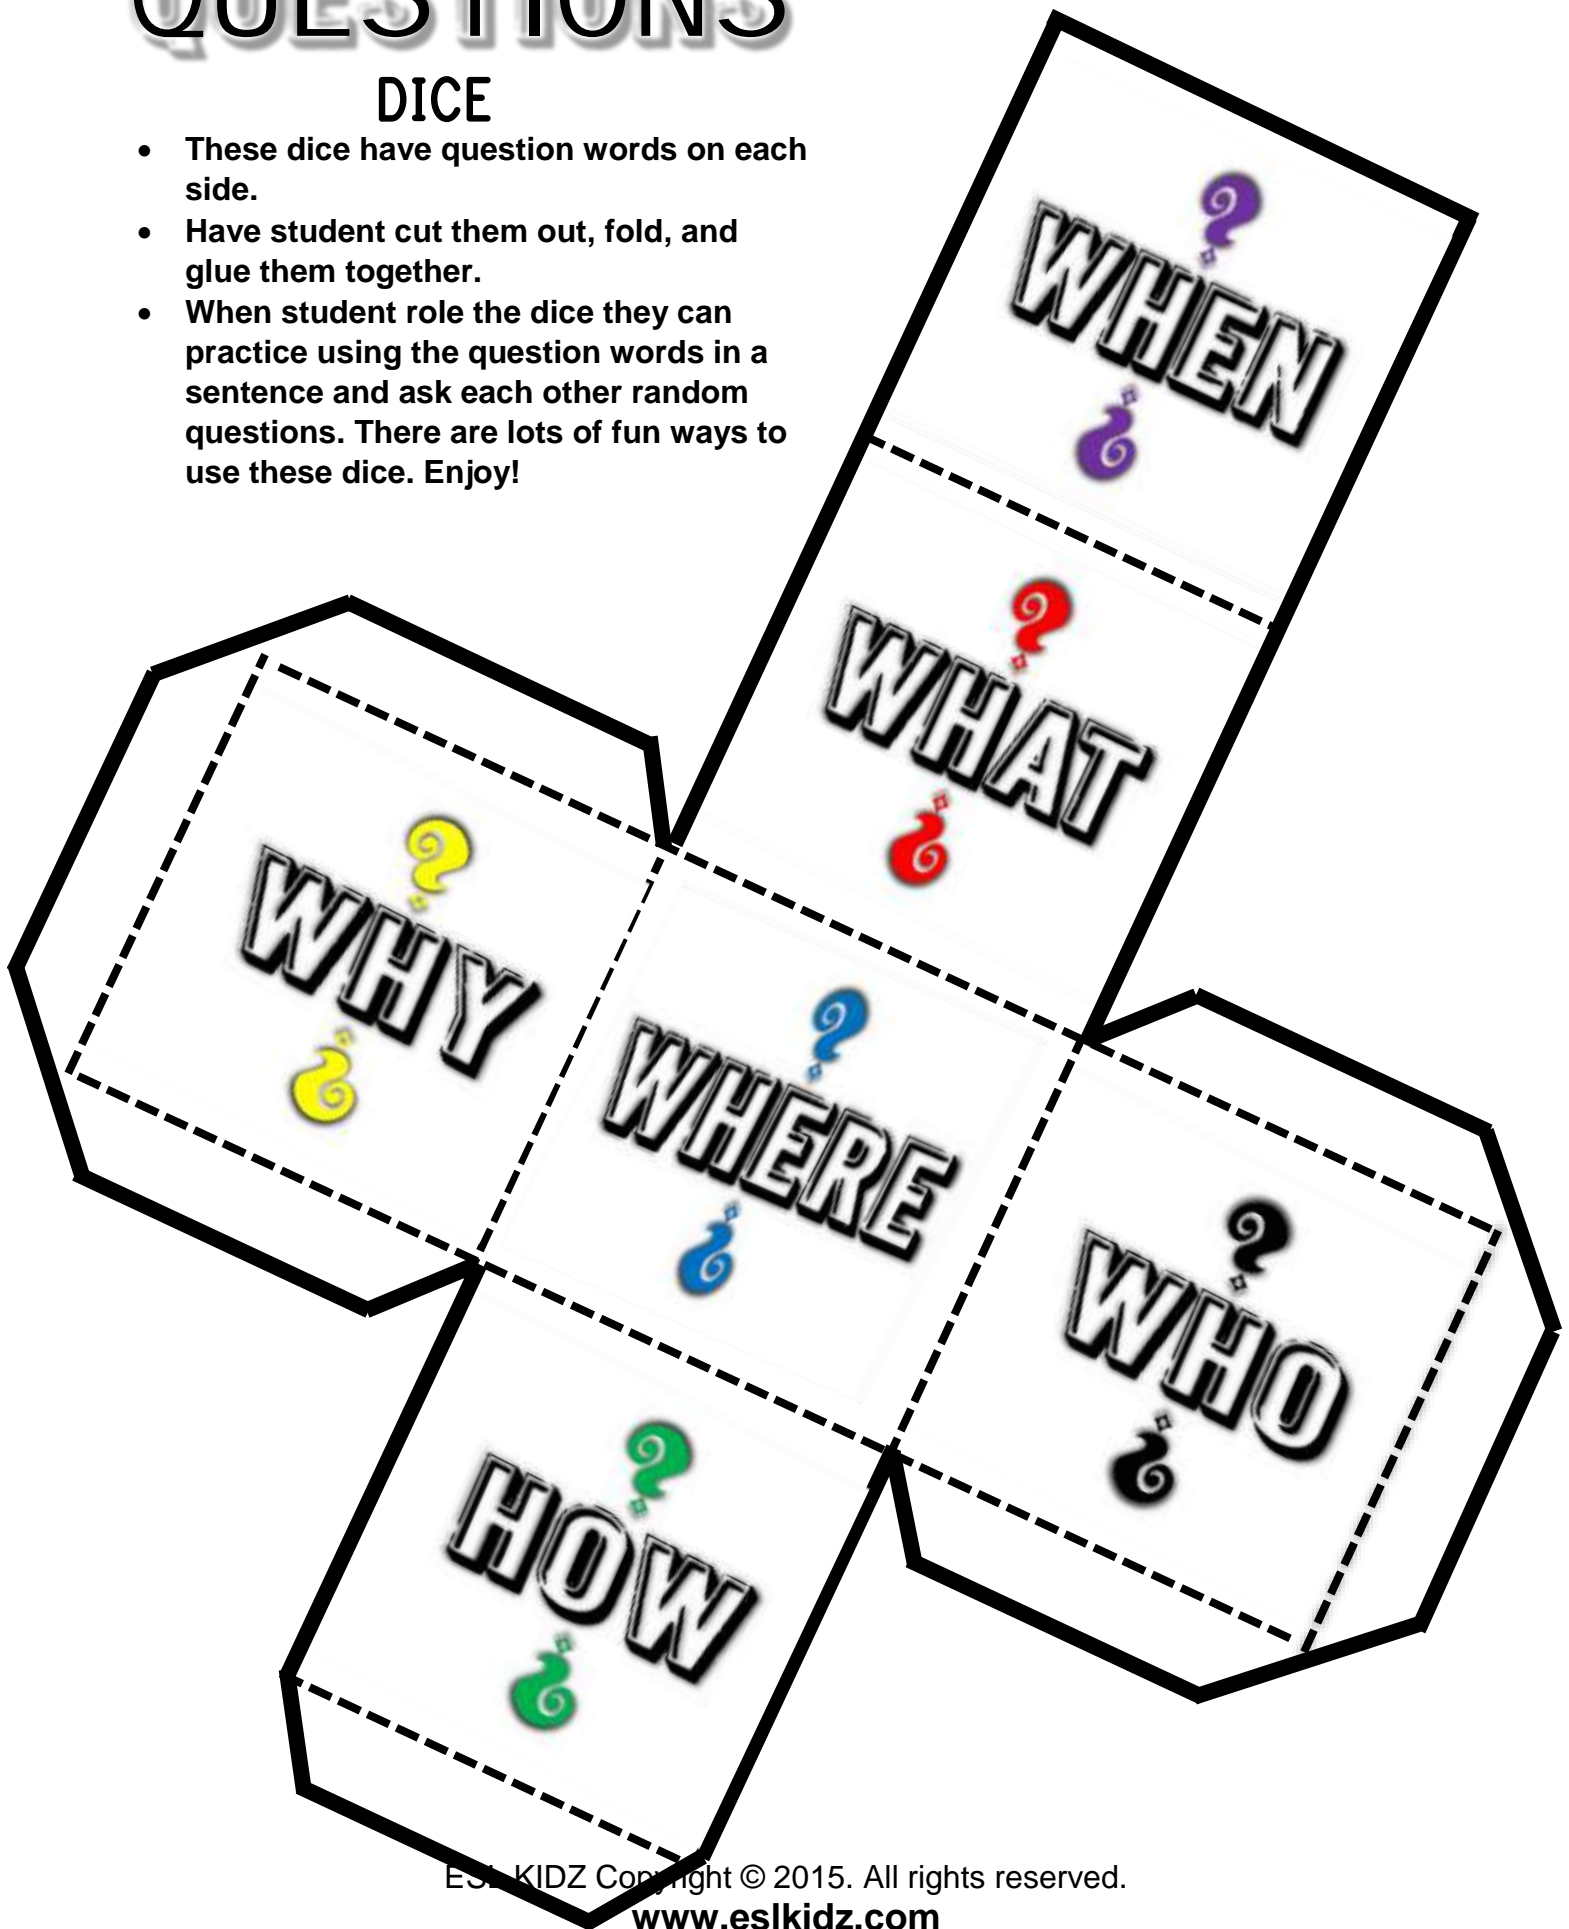 QUESTIONS
DICE
• These dice have question words on each
side.
• Have student cut them out, fold, and
glue them together.
• When student role the dice they can
practice using the question words in a
sentence and ask each other random
questions. There are lots of fun ways to
use these dice. Enjoy!
?
WHEN
?
?
WHAT
?
?
WHY
?
?
WHERE
?
?
WHO
?
?
HOW
?
ESL KIDZ Copyright © 2015. All rights reserved.
www.eslkidz.com